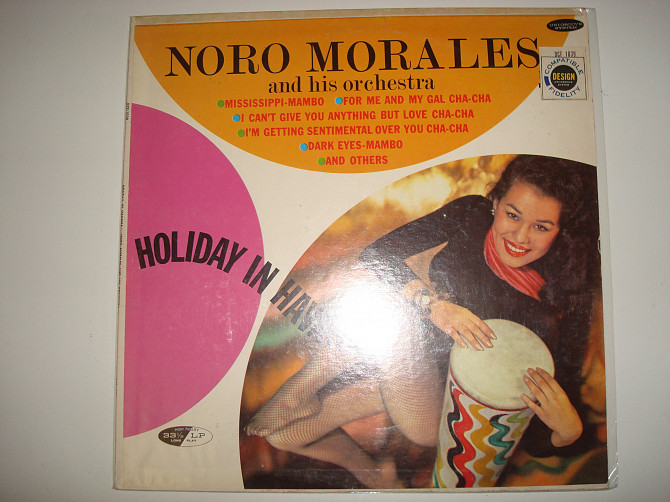 NORO MORALES
and his orchestra
MISSISSIPPI-MAMBO FOR ME AND MY GAL CHA-CHA
I CAN'T GIVE YOU ANYTHING BUT LOVE CHA-CHA
I'M GETTING SENTIMENTAL OVER YOU CHA-CHA
DARK EYES-MAMBO
AND OTHERS
COMPATIBLE
DESIGN
FIDELITY
HOLIDAY IN
33⅓ LP
LONG PLAY